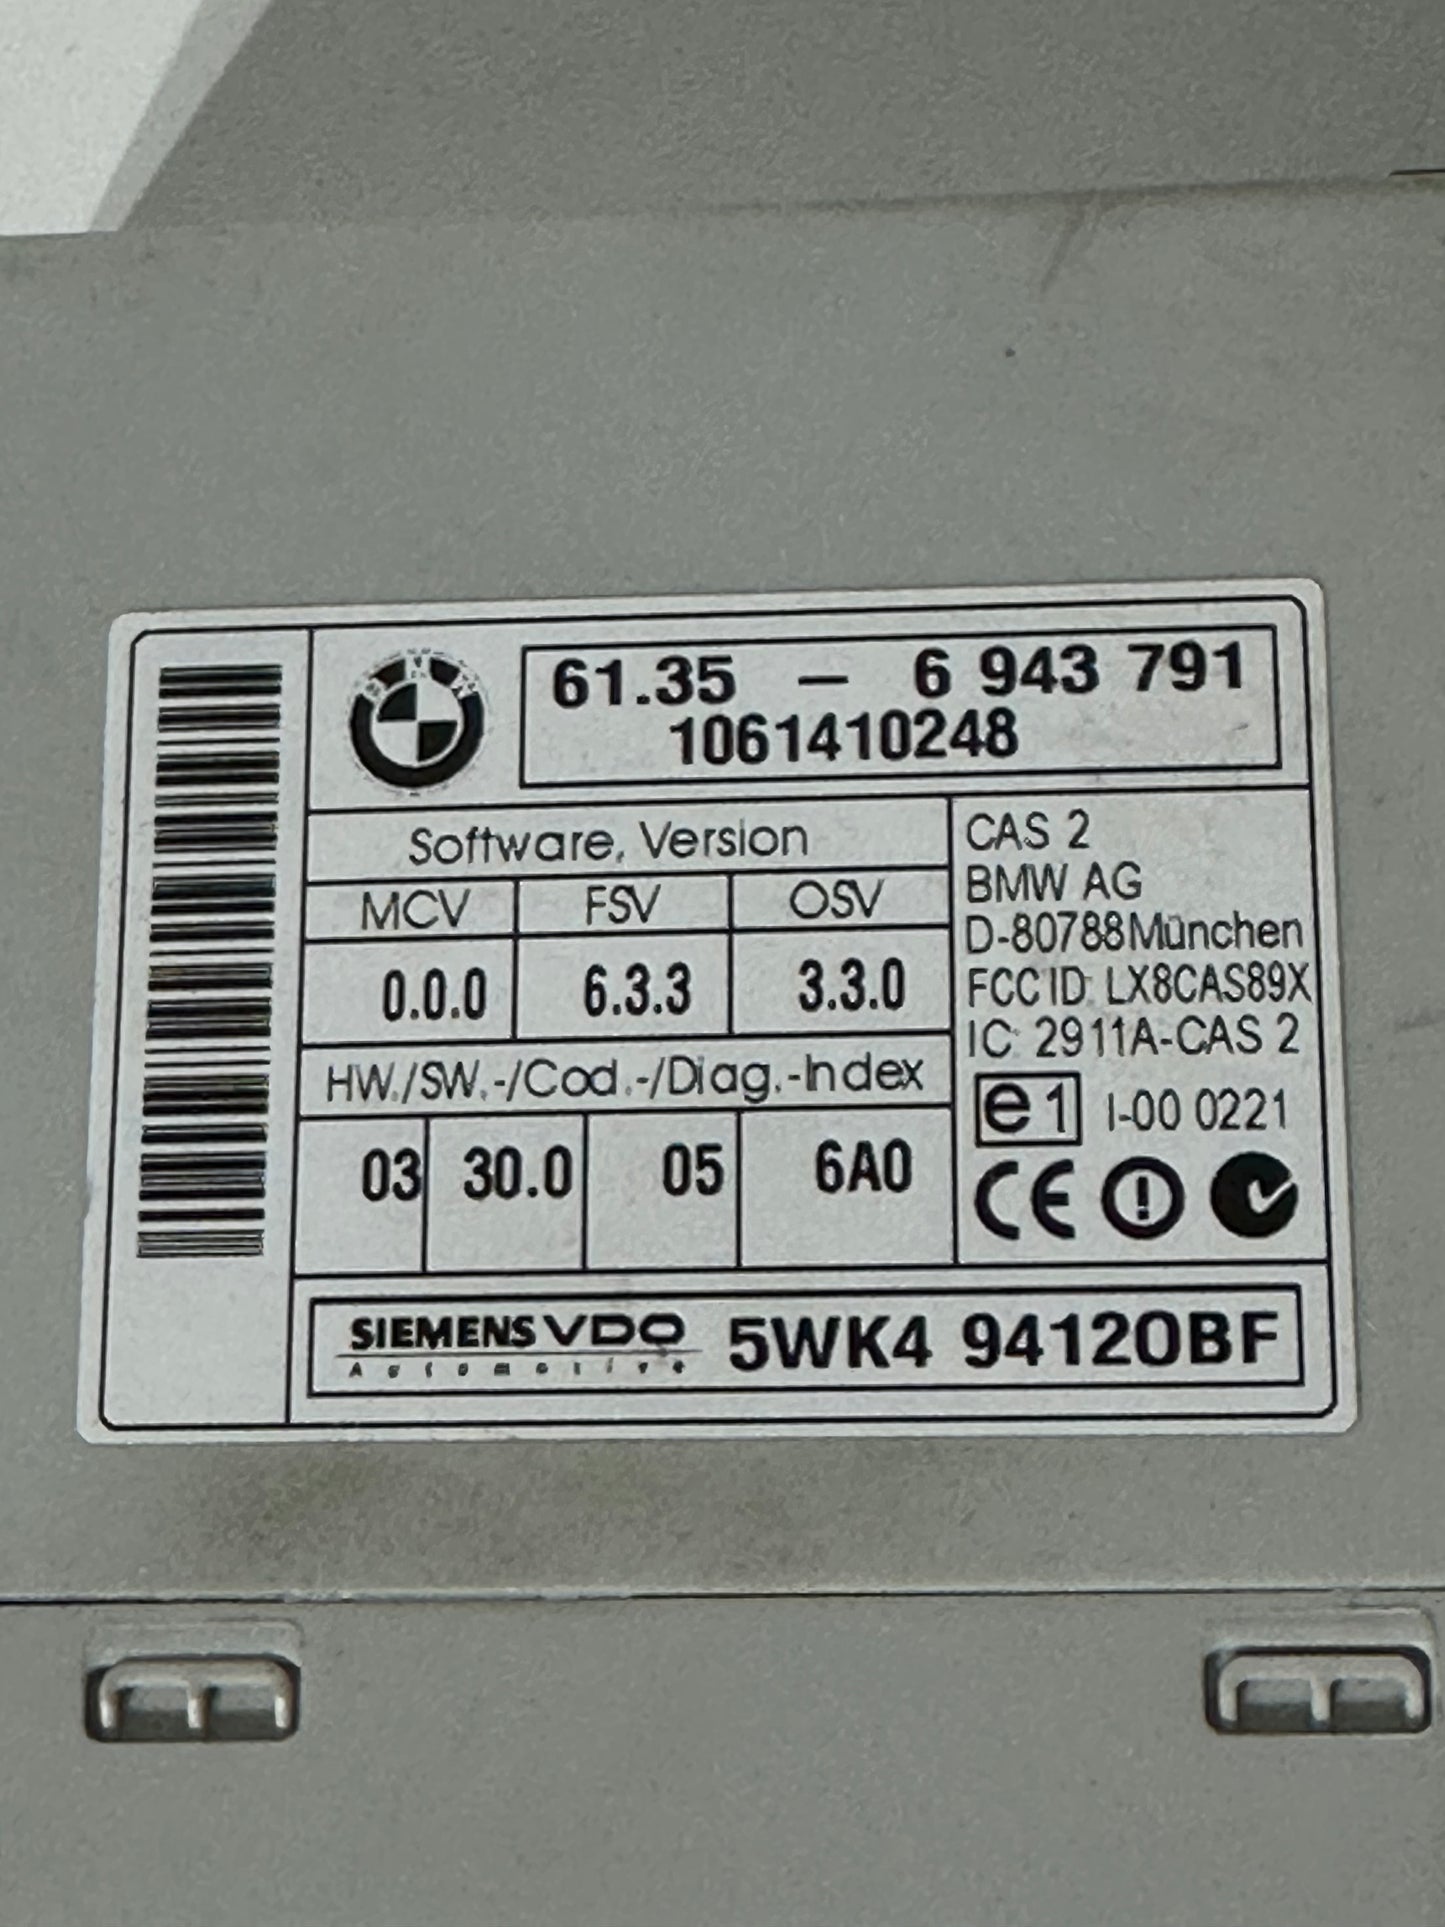 61.35 – 6 943 791
1061410248
Software, Version
MCV FSV OSV
0.0.0 6.3.3 3.3.0
HW./SW.-/Cod.-/Diag.-Index
03 30.0 05 6A0
CAS 2
BMW AG
D-80788München
FCC ID: LX8CAS89X
IC: 2911A-CAS 2
e1 I-00 0221
CE
SIEMENS VDO 5WK4 94120BF
Automotive